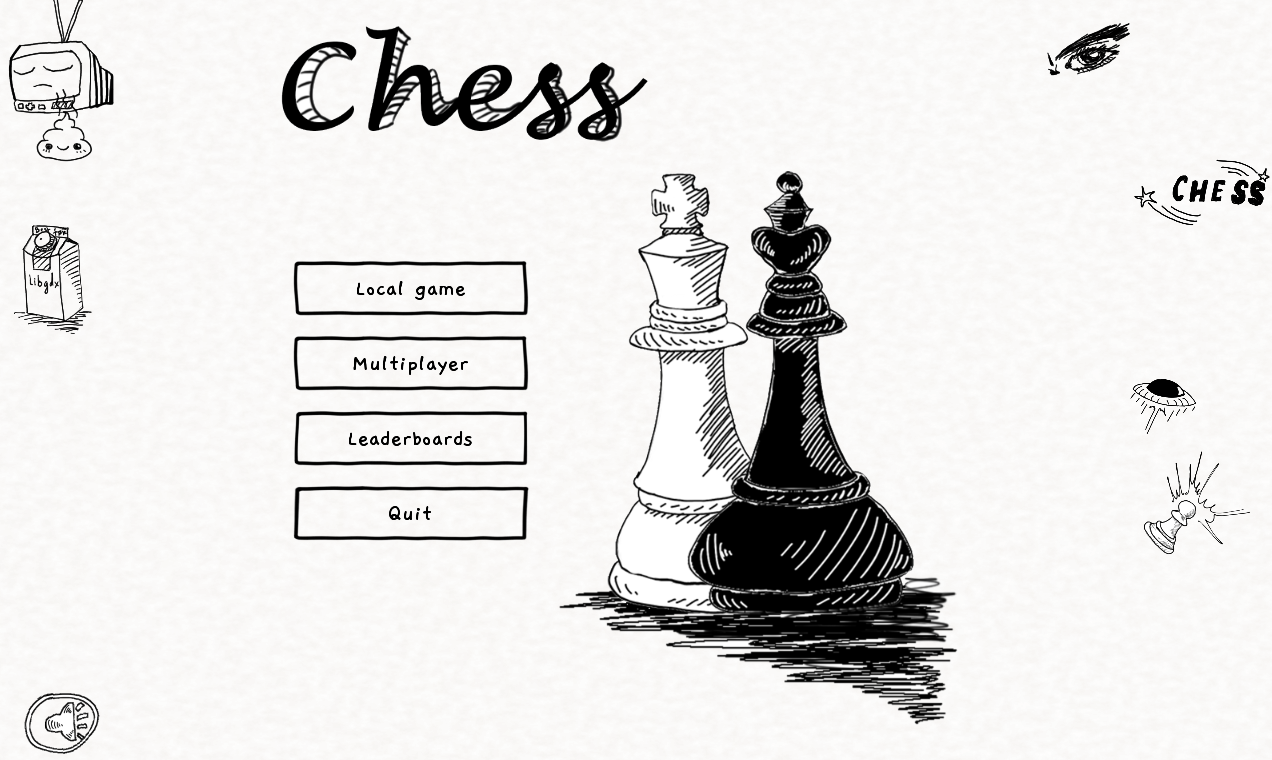 Chess
CHESS
Libgdx
Local game
Multiplayer
Leaderboards
Quit